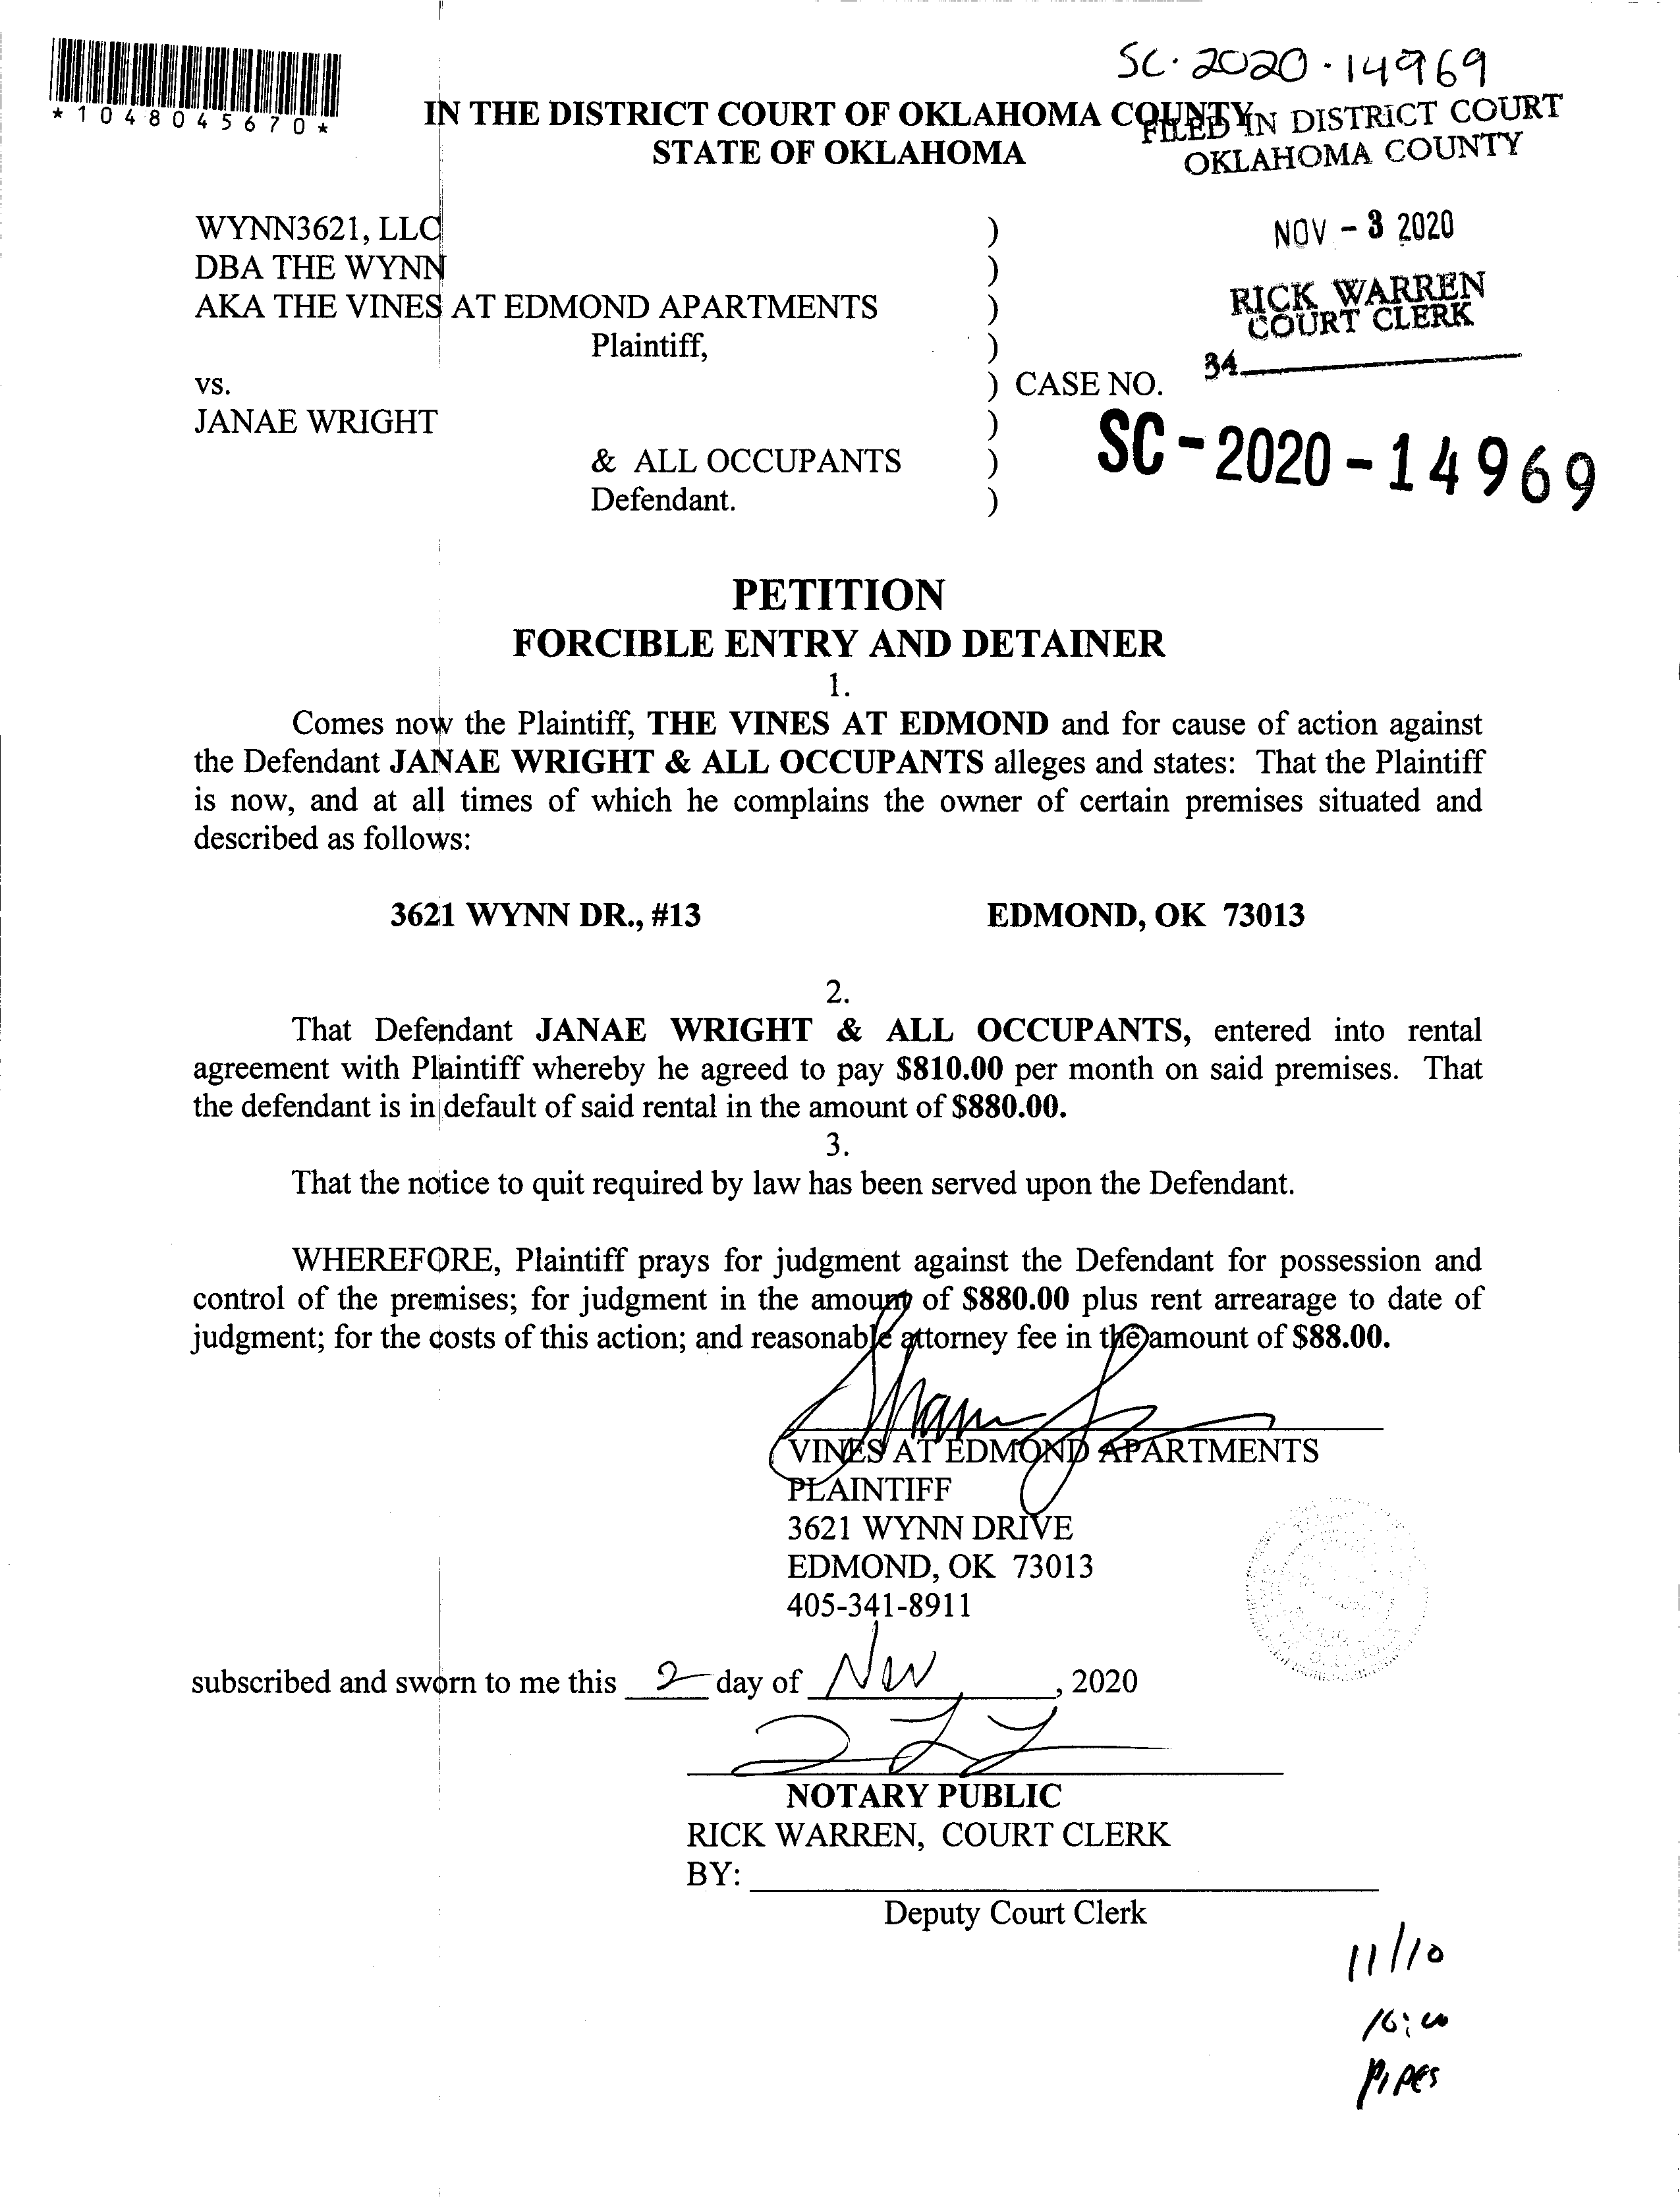 SC-2020-14969
*1048045670*
IN THE DISTRICT COURT OF OKLAHOMA COUNTY
STATE OF OKLAHOMA
FILED IN DISTRICT COURT
OKLAHOMA COUNTY
NOV - 3 2020
RICK WARREN
COURT CLERK
34
WYNN3621, LLC )
DBA THE WYNN )
AKA THE VINES AT EDMOND APARTMENTS )
Plaintiff, )
vs. ) CASE NO.
JANAE WRIGHT )
SC-2020-14969
& ALL OCCUPANTS )
Defendant. )
PETITION
FORCIBLE ENTRY AND DETAINER
1.
Comes now the Plaintiff, THE VINES AT EDMOND and for cause of action against
the Defendant JANAE WRIGHT & ALL OCCUPANTS alleges and states: That the Plaintiff
is now, and at all times of which he complains the owner of certain premises situated and
described as follows:
3621 WYNN DR., #13 EDMOND, OK 73013
2.
That Defendant JANAE WRIGHT & ALL OCCUPANTS, entered into rental
agreement with Plaintiff whereby he agreed to pay $810.00 per month on said premises. That
the defendant is in default of said rental in the amount of $880.00.
3.
That the notice to quit required by law has been served upon the Defendant.
WHEREFORE, Plaintiff prays for judgment against the Defendant for possession and
control of the premises; for judgment in the amount of $880.00 plus rent arrearage to date of
judgment; for the costs of this action; and reasonable attorney fee in the amount of $88.00.
VINES AT EDMOND APARTMENTS
PLAINTIFF
3621 WYNN DRIVE
EDMOND, OK 73013
405-341-8911
subscribed and sworn to me this 2 day of Nov, 2020
NOTARY PUBLIC
RICK WARREN, COURT CLERK
BY:
Deputy Court Clerk
11/10
PIPES